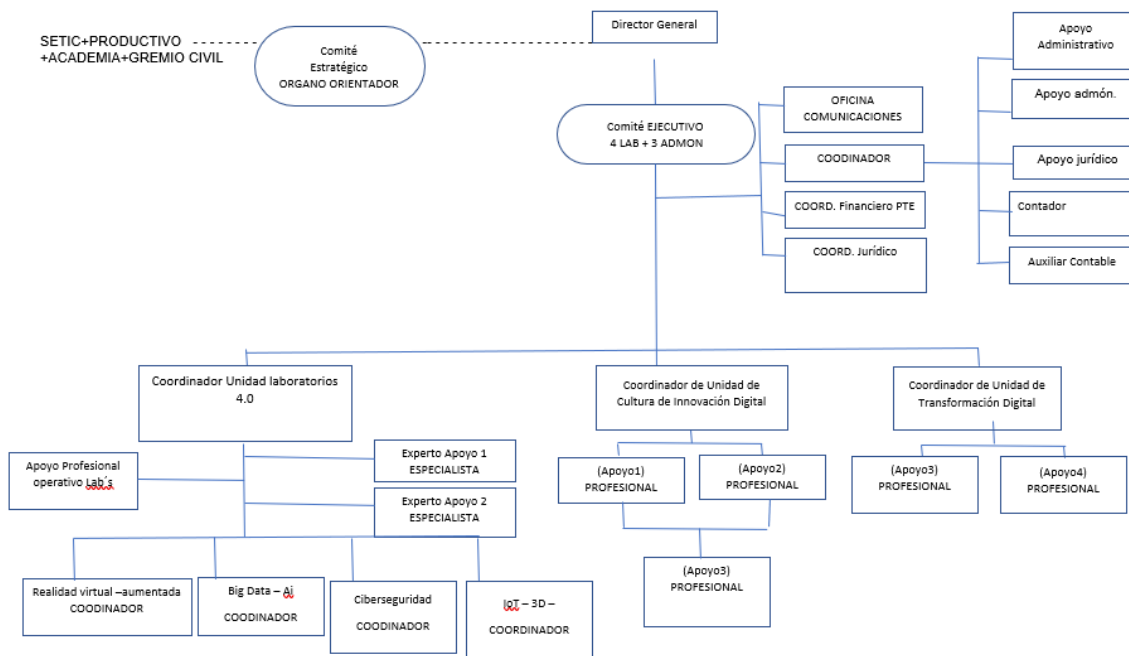 Director General
SETIC+PRODUCTIVO
+ACADEMIA+GREMIO CIVIL
Comité
Estratégico
ORGANO ORIENTADOR
Apoyo
Administrativo
Comité EJECUTIVO
4 LAB + 3 ADMON
OFICINA
COMUNICACIONES
Apoyo admón.
COODINADOR
Apoyo jurídico
COORD. Financiero PTE
Contador
COORD. Jurídico
Auxiliar Contable
Coordinador Unidad laboratorios
4.0
Coordinador de Unidad de
Cultura de Innovación Digital
Coordinador de Unidad de
Transformación Digital
Apoyo Profesional
operativo Lab´s
Experto Apoyo 1
ESPECIALISTA
Experto Apoyo 2
ESPECIALISTA
(Apoyo1)
PROFESIONAL
(Apoyo2)
PROFESIONAL
(Apoyo3)
PROFESIONAL
(Apoyo4)
PROFESIONAL
(Apoyo3)
PROFESIONAL
Realidad virtual –aumentada
COODINADOR
Big Data – Ai
COODINADOR
Ciberseguridad
COODINADOR
IoT – 3D –
COORDINADOR